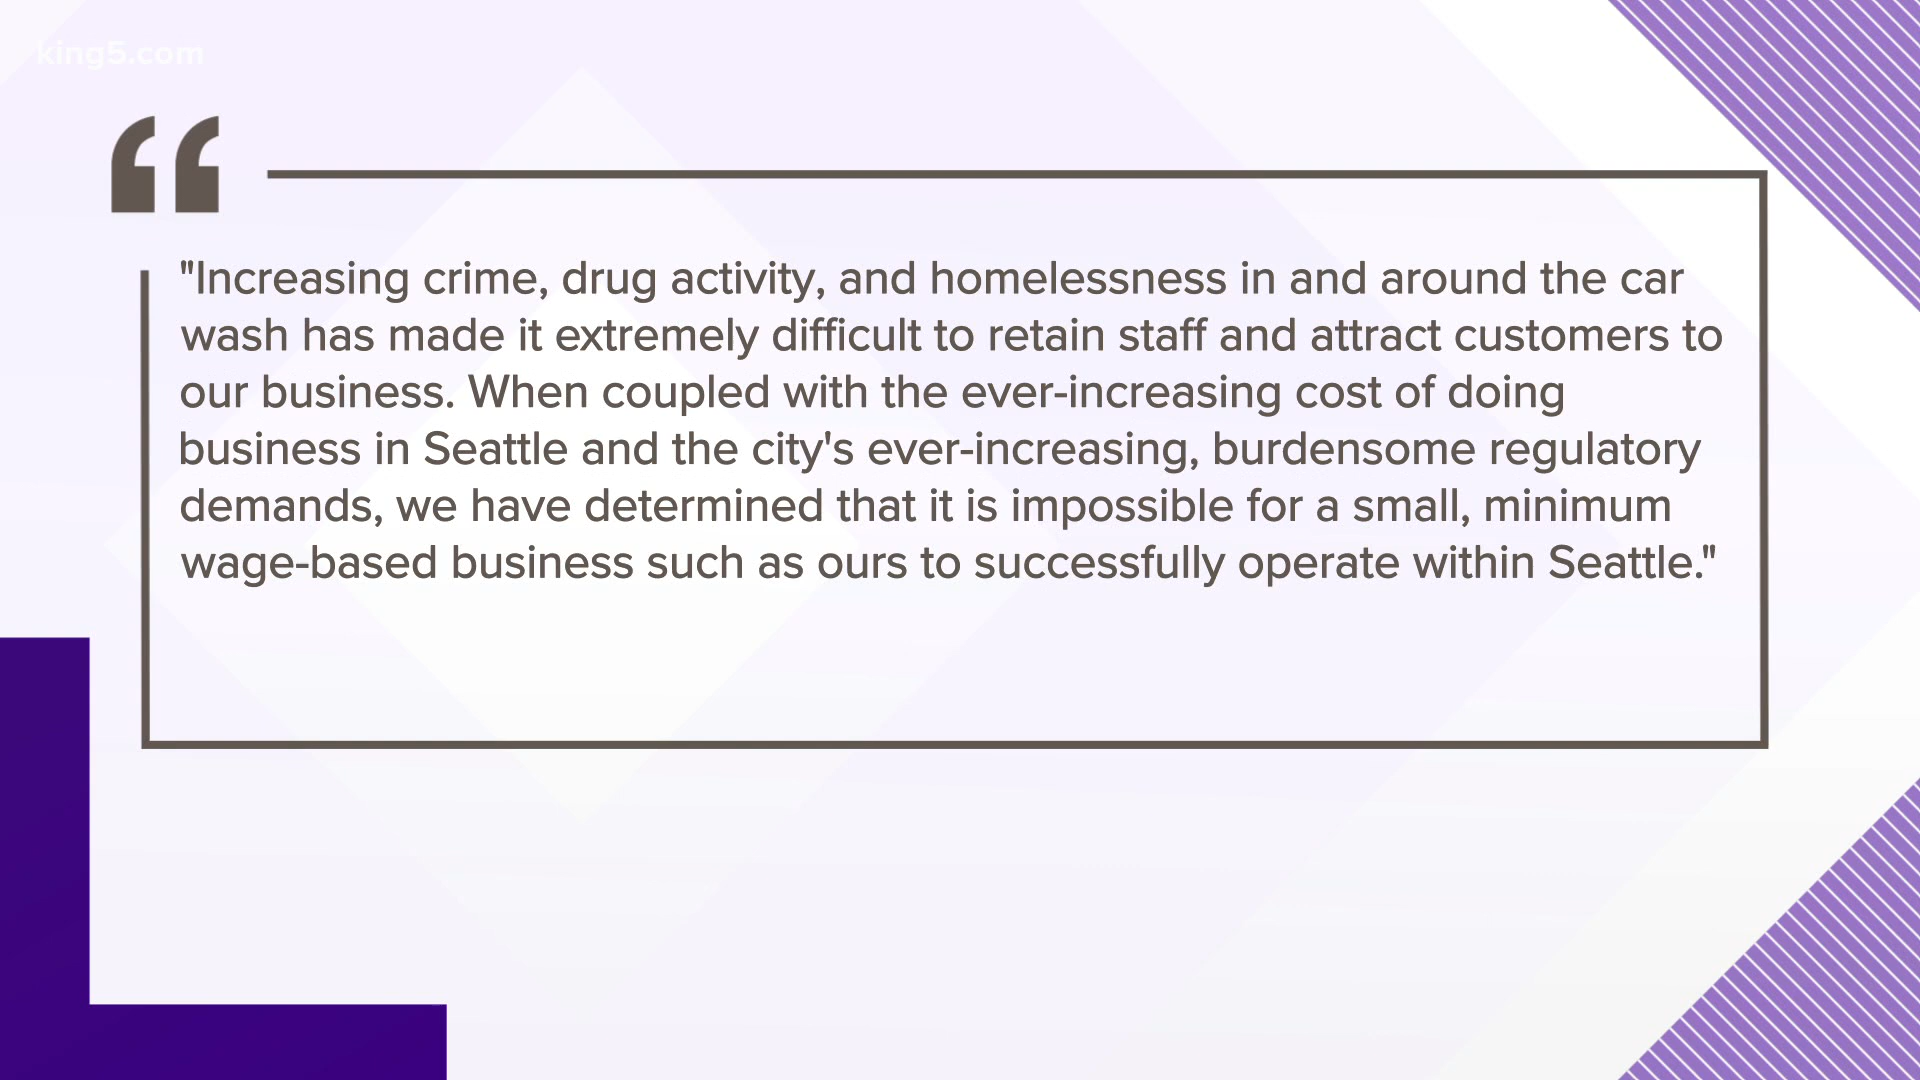 king5.com
"Increasing crime, drug activity, and homelessness in and around the car
wash has made it extremely difficult to retain staff and attract customers to
our business. When coupled with the ever-increasing cost of doing
business in Seattle and the city's ever-increasing, burdensome regulatory
demands, we have determined that it is impossible for a small, minimum
wage-based business such as ours to successfully operate within Seattle."